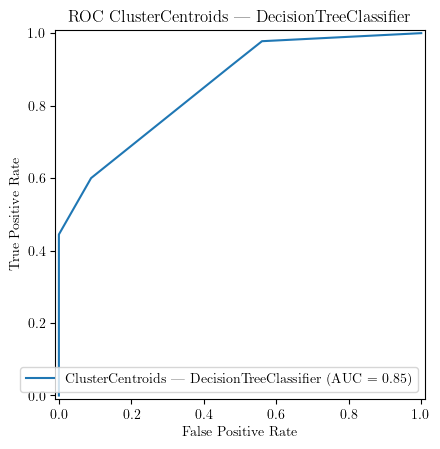 ROC ClusterCentroids — DecisionTreeClassifier
True Positive Rate
1.0
0.8
0.6
0.4
0.2
0.0
ClusterCentroids — DecisionTreeClassifier (AUC = 0.85)
0.0 0.2 0.4 0.6 0.8 1.0
False Positive Rate